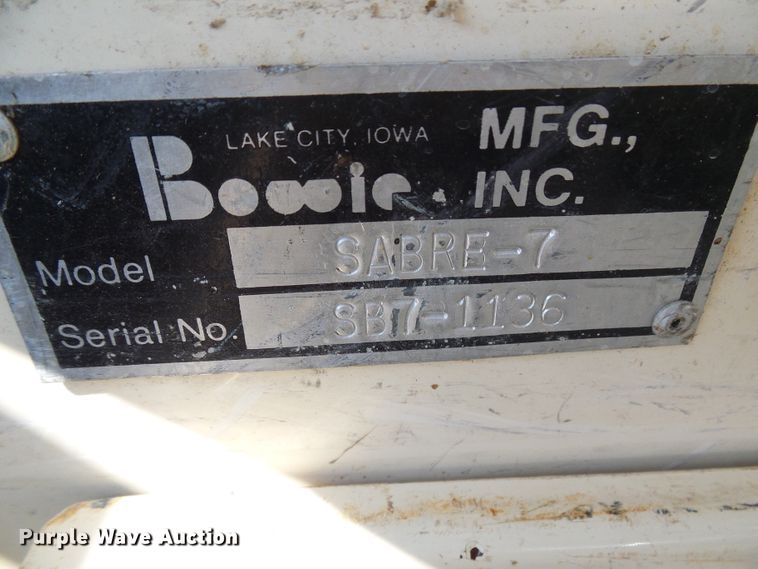 LAKE CITY, IOWA
Bowie MFG.,
INC.
Model SABRE-7
Serial No. SB7-1136
Purple Wave Auction